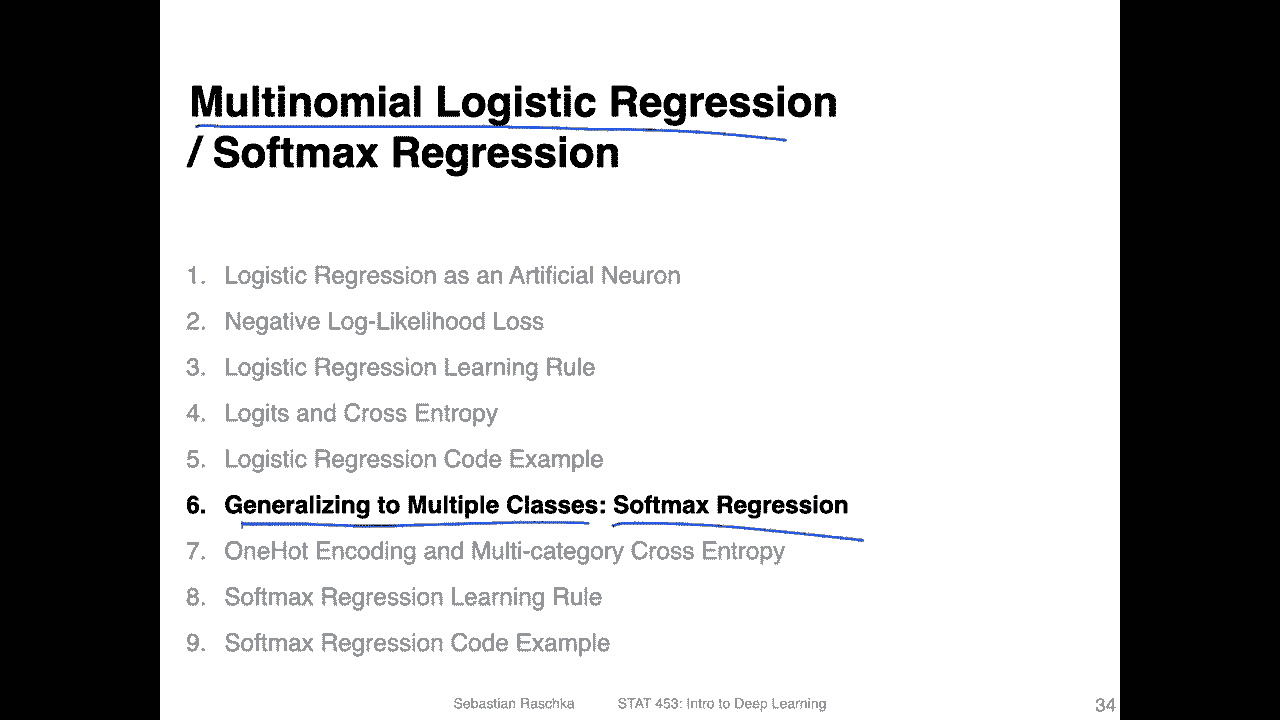 Multinomial Logistic Regression
/ Softmax Regression
1. Logistic Regression as an Artificial Neuron
2. Negative Log-Likelihood Loss
3. Logistic Regression Learning Rule
4. Logits and Cross Entropy
5. Logistic Regression Code Example
6. Generalizing to Multiple Classes: Softmax Regression
7. OneHot Encoding and Multi-category Cross Entropy
8. Softmax Regression Learning Rule
9. Softmax Regression Code Example
Sebastian Raschka STAT 453: Intro to Deep Learning 34